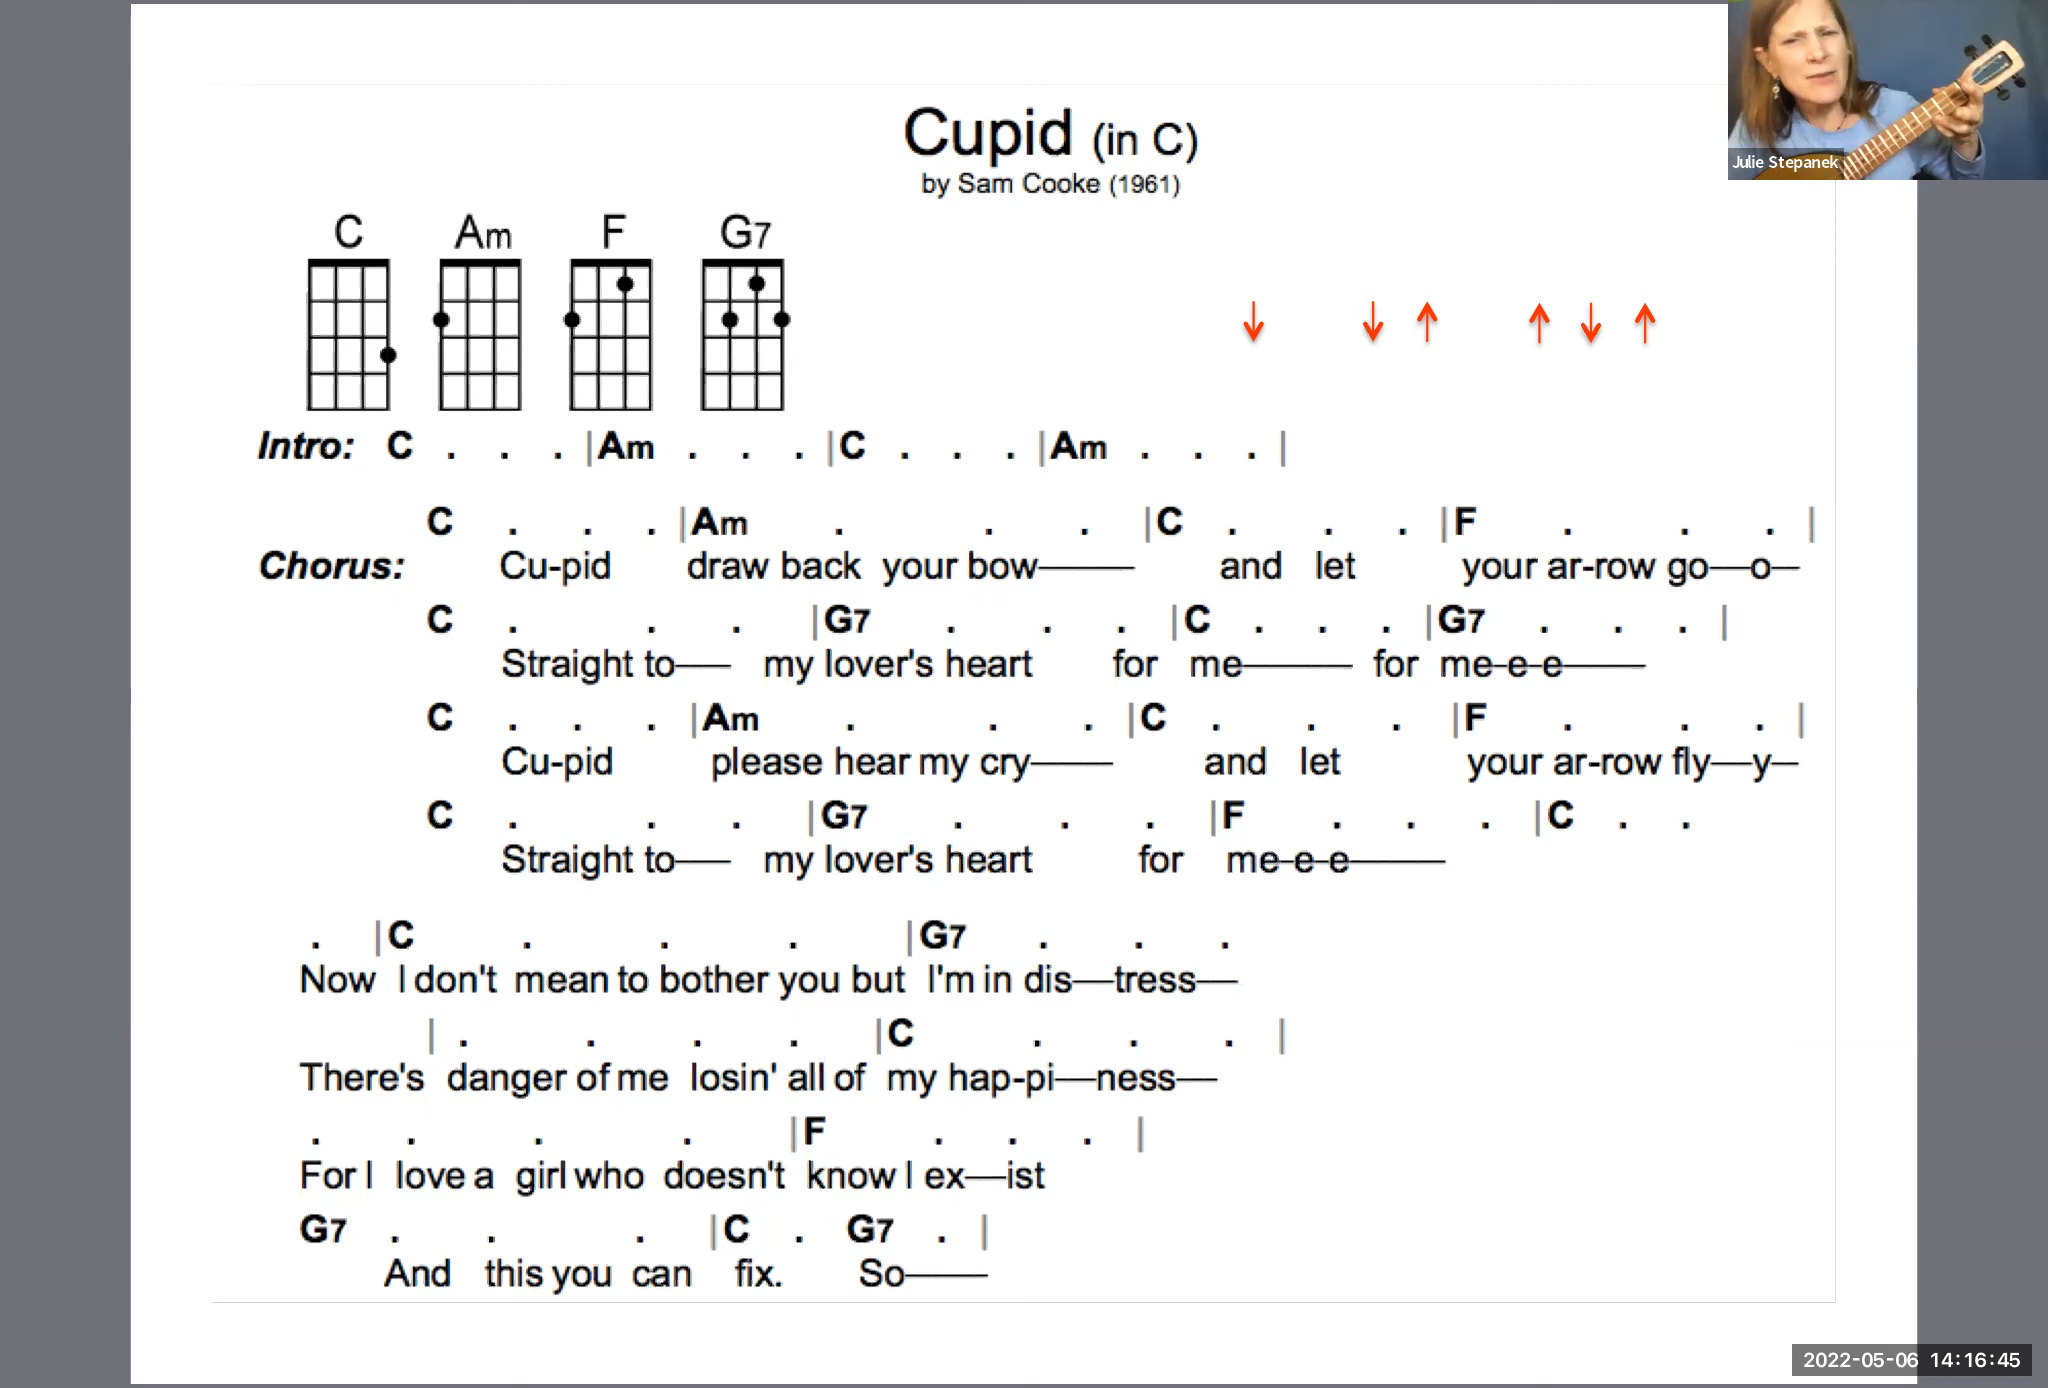 Cupid (in C)
by Sam Cooke (1961)
Julie Stepanek
C Am F G7
↓ ↓ ↑ ↑ ↓ ↑
Intro: C . . . |Am . . . |C . . . |Am . . . |
C . . . |Am . . . |C . . . |F . . . |
Chorus: Cu-pid draw back your bow—— and let your ar-row go—o—
C . . . |G7 . . . |C . . . |G7 . . . |
Straight to—— my lover's heart for me—— for me-e-e——
C . . . |Am . . . |C . . . |F . . . |
Cu-pid please hear my cry—— and let your ar-row fly—y—
C . . . |G7 . . . |F . . . |C . .
Straight to—— my lover's heart for me-e-e——
. |C . . . |G7 . . .
Now I don't mean to bother you but I'm in dis—tress—
| . . . . |C . . . |
There's danger of me losin' all of my hap-pi—ness—
. . . . |F . . . |
For I love a girl who doesn't know I ex—ist
G7 . . . |C . G7 . |
And this you can fix. So——
2022-05-06 14:16:45